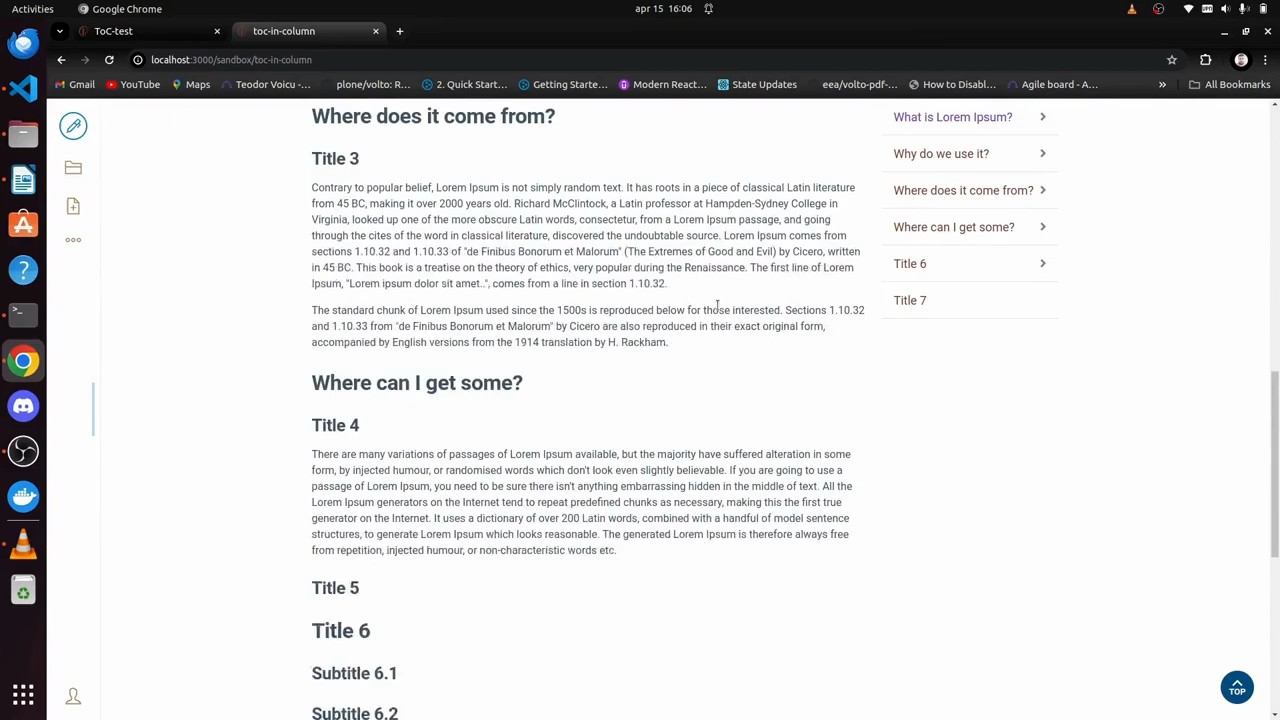 Activities
Google Chrome
apr 15 16:06
ToC-test
toc-in-column
localhost:3000/sandbox/toc-in-column
Gmail
YouTube
Maps
Teodor Voicu - app...
plone/volto: R...
2. Quick Start...
Modern React...
State Updates
eea/volto-pdf-...
How to Disabl...
Agile board - A...
All Bookmarks
Where does it come from?
Title 3
Contrary to popular belief, Lorem Ipsum is not simply random text. It has roots in a piece of classical Latin literature
from 45 BC, making it over 2000 years old. Richard McClintock, a Latin professor at Hampden-Sydney College in
Virginia, looked up one of the more obscure Latin words, consectetur, from a Lorem Ipsum passage, and going
through the cites of the word in classical literature, discovered the undoubtable source. Lorem Ipsum comes from
sections 1.10.32 and 1.10.33 of "de Finibus Bonorum et Malorum" (The Extremes of Good and Evil) by Cicero, written
in 45 BC. This book is a treatise on the theory of ethics, very popular during the Renaissance. The first line of Lorem
Ipsum, "Lorem ipsum dolor sit amet..", comes from a line in section 1.10.32.
The standard chunk of Lorem Ipsum used since the 1500s is reproduced below for those interested. Sections 1.10.32
and 1.10.33 from "de Finibus Bonorum et Malorum" by Cicero are also reproduced in their exact original form,
accompanied by English versions from the 1914 translation by H. Rackham.
Where can I get some?
Title 4
There are many variations of passages of Lorem Ipsum available, but the majority have suffered alteration in some
form, by injected humour, or randomised words which don't look even slightly believable. If you are going to use a
passage of Lorem Ipsum, you need to be sure there isn't anything embarrassing hidden in the middle of text. All the
Lorem Ipsum generators on the Internet tend to repeat predefined chunks as necessary, making this the first true
generator on the Internet. It uses a dictionary of over 200 Latin words, combined with a handful of model sentence
structures, to generate Lorem Ipsum which looks reasonable. The generated Lorem Ipsum is therefore always free
from repetition, injected humour, or non-characteristic words etc.
Title 5
Title 6
Subtitle 6.1
Subtitle 6.2
What is Lorem Ipsum?
Why do we use it?
Where does it come from?
Where can I get some?
Title 6
Title 7
TOP